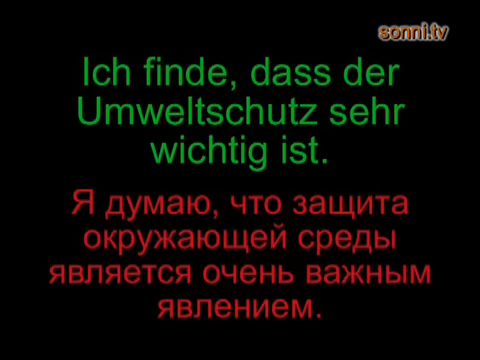 sonni.tv
Ich finde, dass der
Umweltschutz sehr
wichtig ist.
Я думаю, что защита
окружающей среды
является очень важным
явлением.